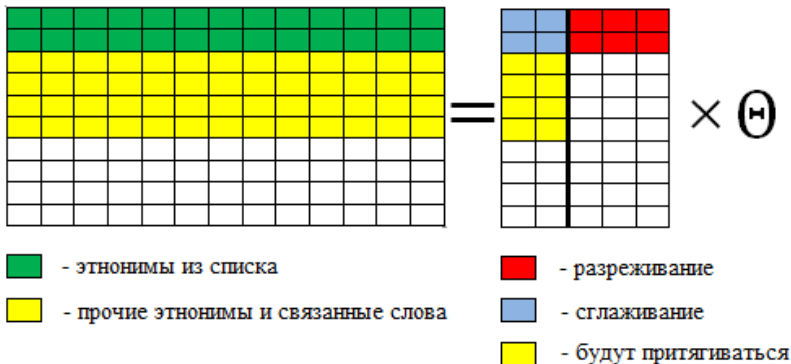 = × Θ
- этнонимы из списка
- разреживание
- прочие этнонимы и связанные слова
- сглаживание
- будут притягиваться